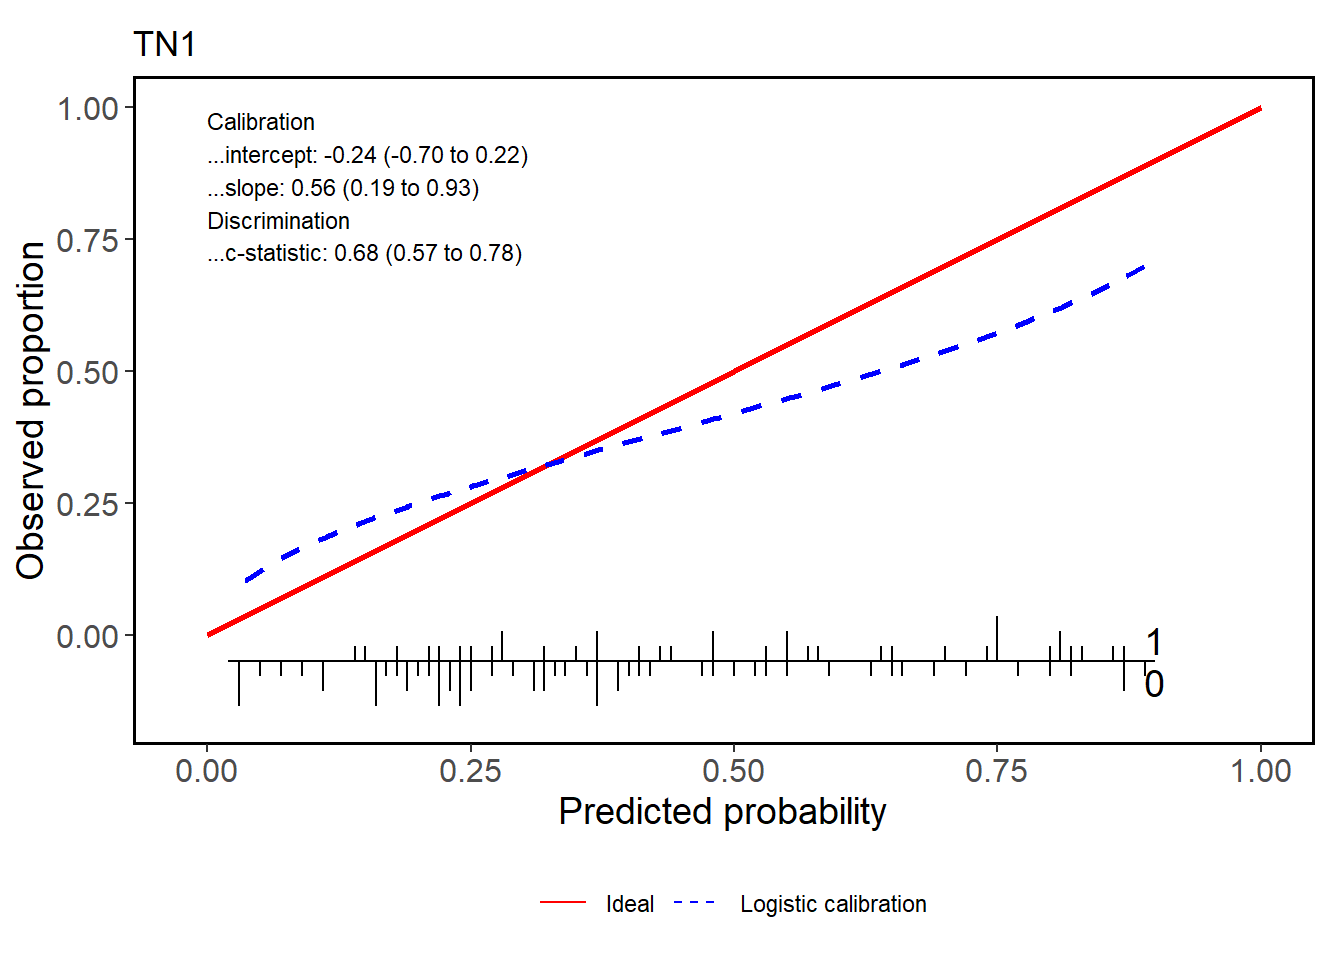 TN1
Calibration
...intercept: -0.24 (-0.70 to 0.22)
...slope: 0.56 (0.19 to 0.93)
Discrimination
...c-statistic: 0.68 (0.57 to 0.78)
Observed proportion
1.00
0.75
0.50
0.25
0.00
1
0
0.00 0.25 0.50 0.75 1.00
Predicted probability
Ideal Logistic calibration